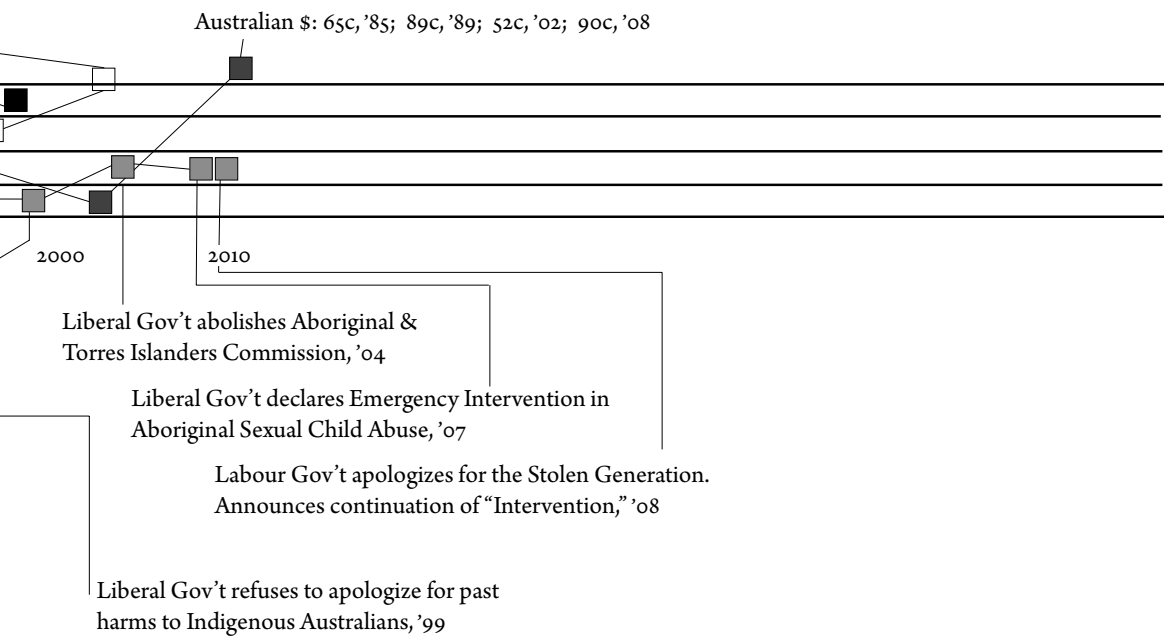 Australian $: 65c, ’85;  89c, ’89;  52c, ’02;  90c, ’08
2000
2010
Liberal Gov’t abolishes Aboriginal &
Torres Islanders Commission, ’04
Liberal Gov’t declares Emergency Intervention in
Aboriginal Sexual Child Abuse, ’07
Labour Gov’t apologizes for the Stolen Generation.
Announces continuation of “Intervention,” ’08
Liberal Gov’t refuses to apologize for past
harms to Indigenous Australians, ’99